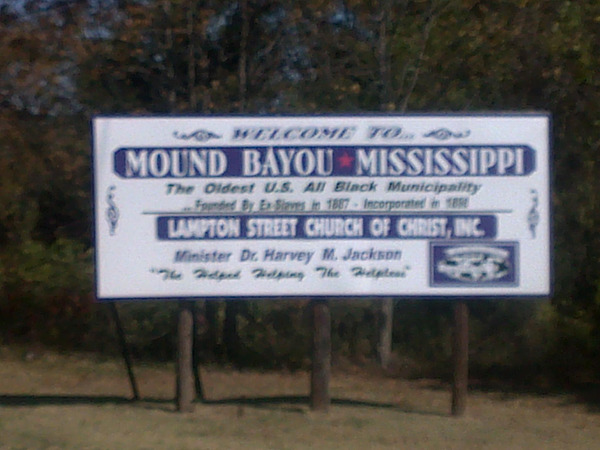 WELCOME TO...
MOUND BAYOU ★ MISSISSIPPI
The Oldest U.S. All Black Municipality
...Founded By Ex-Slaves in 1887 - Incorporated in 1898
LAMPTON STREET CHURCH OF CHRIST, INC.
Minister Dr. Harvey M. Jackson
"The Helped Helping The Helpless"